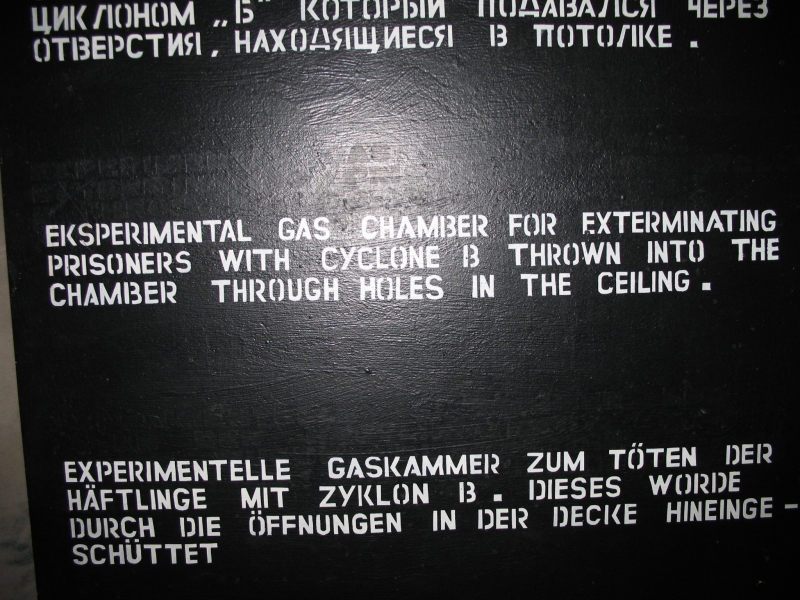 ЦИКЛОНОМ „Б" КОТОРЫЙ ПОДАВАЛСЯ ЧЕРЕЗ
ОТВЕРСТИЯ, НАХОДЯЩИЕСЯ В ПОТОЛКЕ.
EKSPERIMENTAL GAS CHAMBER FOR EXTERMINATING
PRISONERS WITH CYCLONE B THROWN INTO THE
CHAMBER THROUGH HOLES IN THE CEILING.
EXPERIMENTELLE GASKAMMER ZUM TÖTEN DER
HÄFTLINGE MIT ZYKLON B. DIESES WORDE
DURCH DIE ÖFFNUNGEN IN DER DECKE HINEINGE-
SCHÜTTET